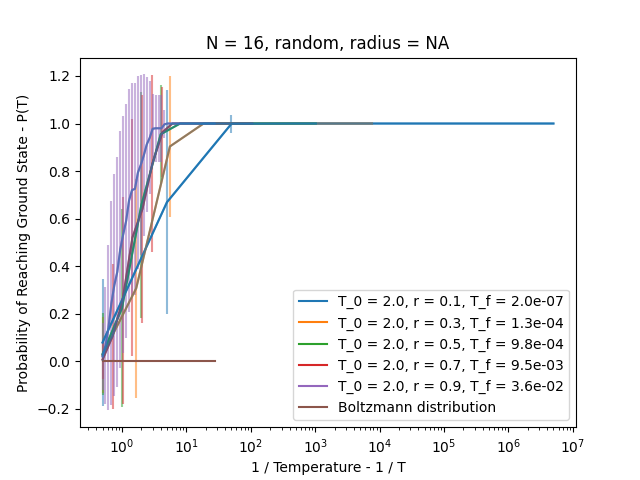 N = 16, random, radius = NA
Probability of Reaching Ground State - P(T)
1.2
1.0
0.8
0.6
0.4
0.2
0.0
−0.2
T_0 = 2.0, r = 0.1, T_f = 2.0e-07
T_0 = 2.0, r = 0.3, T_f = 1.3e-04
T_0 = 2.0, r = 0.5, T_f = 9.8e-04
T_0 = 2.0, r = 0.7, T_f = 9.5e-03
T_0 = 2.0, r = 0.9, T_f = 3.6e-02
Boltzmann distribution
10⁰ 10¹ 10² 10³ 10⁴ 10⁵ 10⁶ 10⁷
1 / Temperature - 1 / T